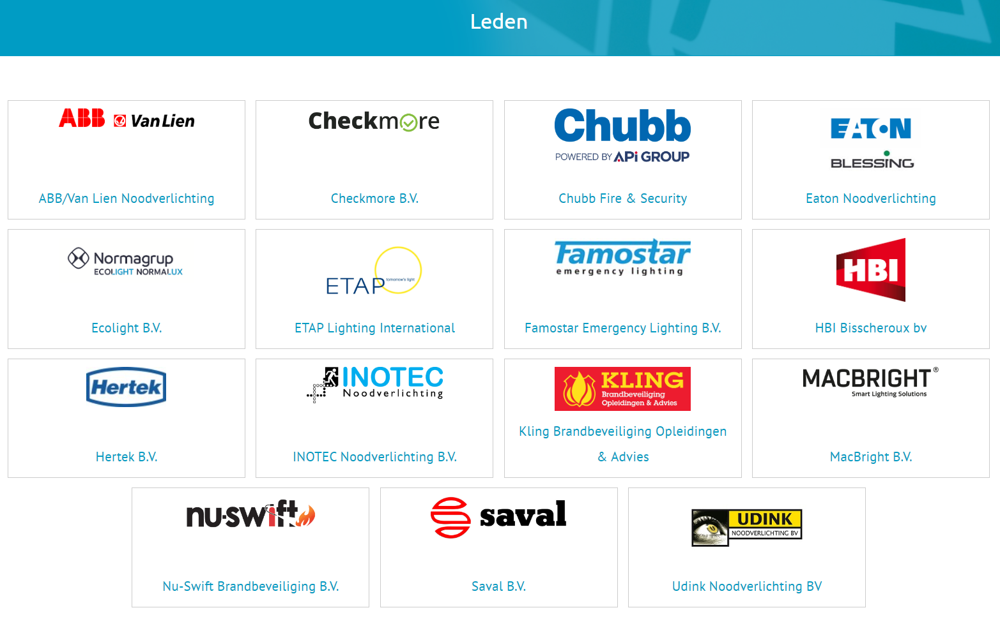 Leden
ABB VanLien
Checkmore
Chubb
POWERED BY APi GROUP
EATON
BLESSING
ABB/Van Lien Noodverlichting
Checkmore B.V.
Chubb Fire & Security
Eaton Noodverlichting
Normagrup
ECOLIGHT NORMALUX
ETAP tomorrow's light
Famostar
emergency lighting
HBI
Ecolight B.V.
ETAP Lighting International
Famostar Emergency Lighting B.V.
HBI Bisscheroux bv
Hertek
INOTEC
Noodverlichting
KLING
Brandbeveiliging
Opleidingen & Advies
MACBRIGHT®
Smart Lighting Solutions
Hertek B.V.
INOTEC Noodverlichting B.V.
Kling Brandbeveiliging Opleidingen
& Advies
MacBright B.V.
nu-swift
saval
UDINK
NOODVERLICHTING BV
Nu-Swift Brandbeveiliging B.V.
Saval B.V.
Udink Noodverlichting BV